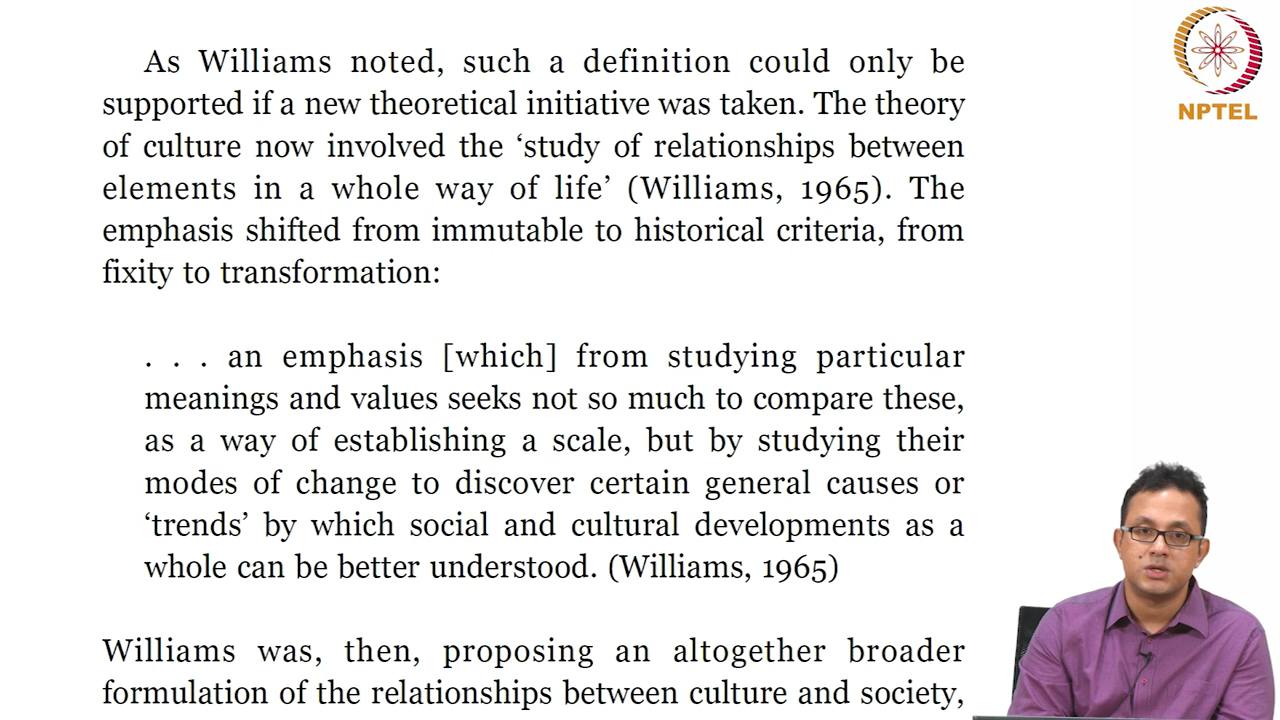 As Williams noted, such a definition could only be
supported if a new theoretical initiative was taken. The theory
of culture now involved the ‘study of relationships between
elements in a whole way of life’ (Williams, 1965). The
emphasis shifted from immutable to historical criteria, from
fixity to transformation:
. . . an emphasis [which] from studying particular
meanings and values seeks not so much to compare these,
as a way of establishing a scale, but by studying their
modes of change to discover certain general causes or
‘trends’ by which social and cultural developments as a
whole can be better understood. (Williams, 1965)
Williams was, then, proposing an altogether broader
formulation of the relationships between culture and society,
NPTEL